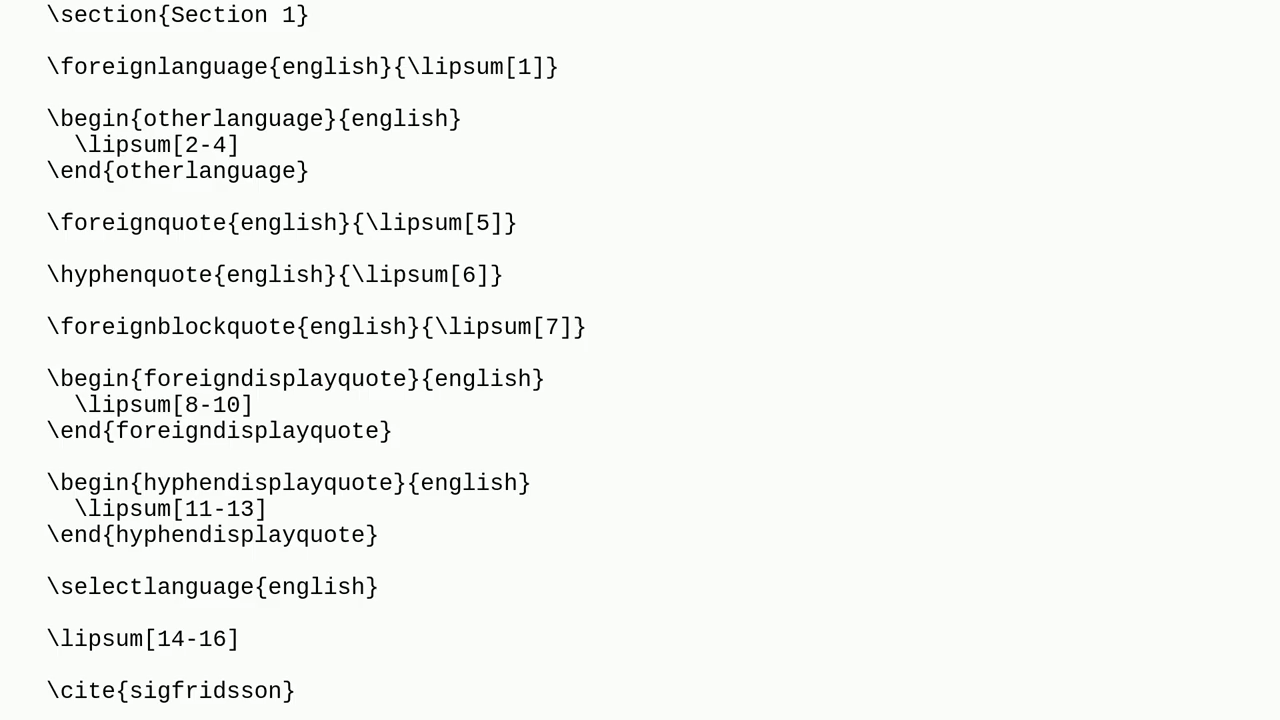 \section{Section 1}
\foreignlanguage{english}{\lipsum[1]}
\begin{otherlanguage}{english}
  \lipsum[2-4]
\end{otherlanguage}
\foreignquote{english}{\lipsum[5]}
\hyphenquote{english}{\lipsum[6]}
\foreignblockquote{english}{\lipsum[7]}
\begin{foreigndisplayquote}{english}
  \lipsum[8-10]
\end{foreigndisplayquote}
\begin{hyphendisplayquote}{english}
  \lipsum[11-13]
\end{hyphendisplayquote}
\selectlanguage{english}
\lipsum[14-16]
\cite{sigfridsson}